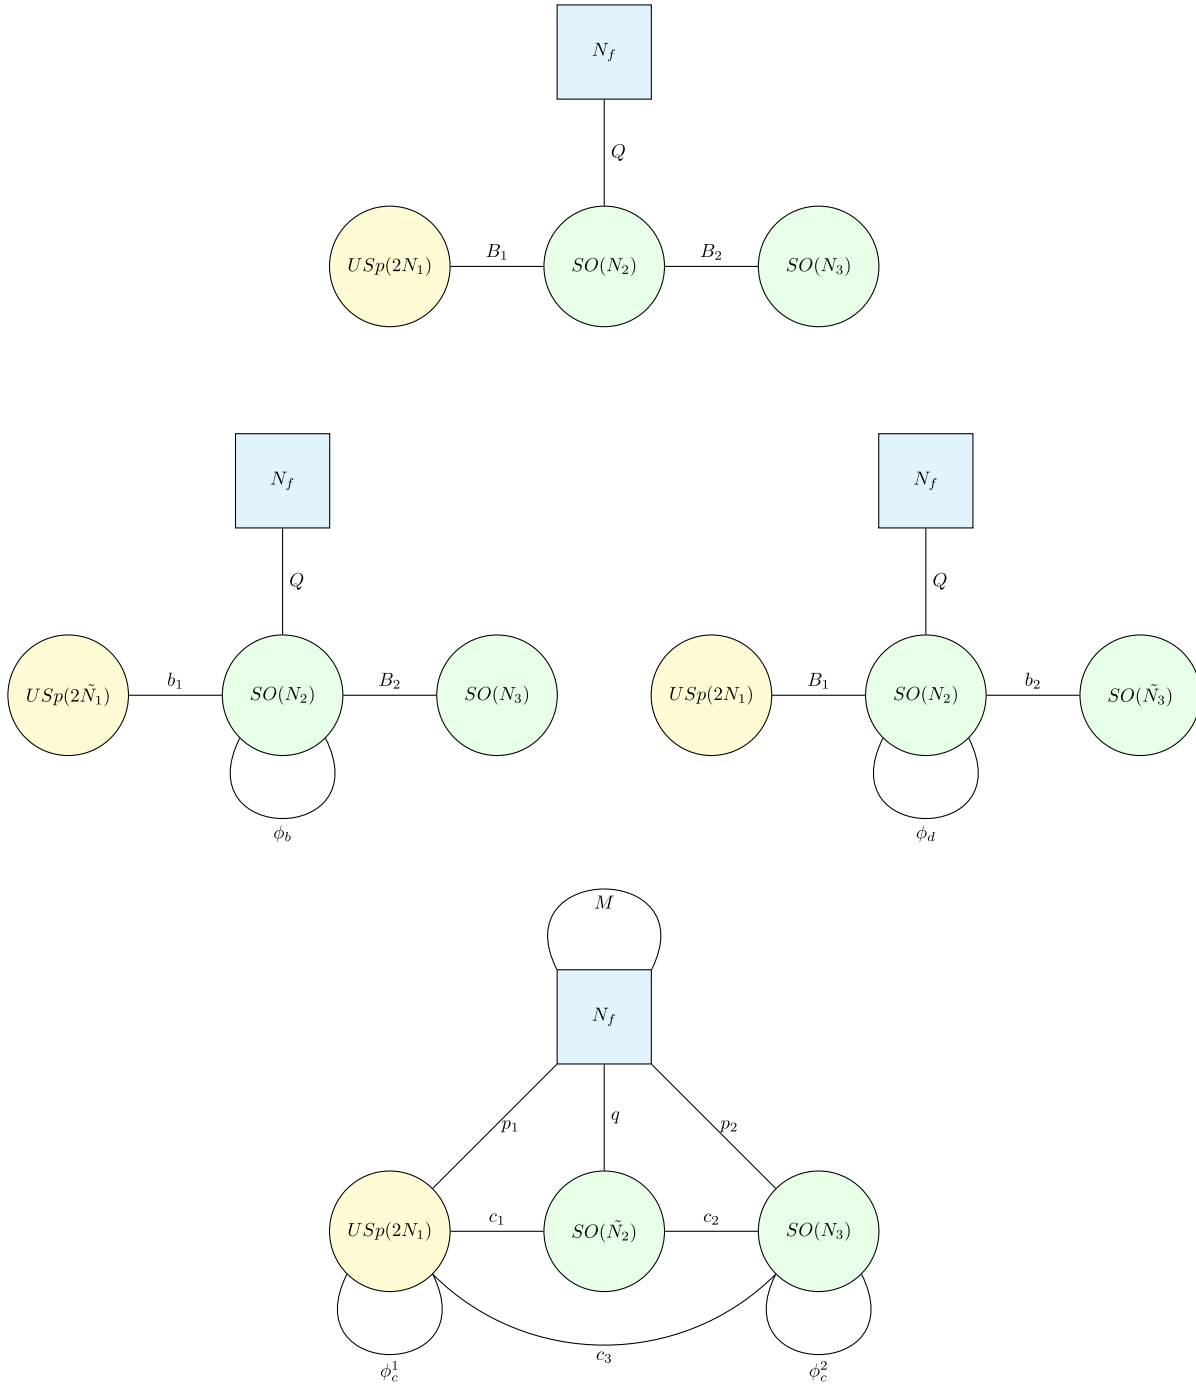 N_f
Q
USp(2N_1) B_1 SO(N_2) B_2 SO(N_3)
N_f N_f
Q Q
USp(2Ñ_1) b_1 SO(N_2) B_2 SO(N_3) USp(2N_1) B_1 SO(N_2) b_2 SO(Ñ_3)
ϕ_b ϕ_d
M
N_f
p_1 q p_2
USp(2N_1) c_1 SO(Ñ_2) c_2 SO(N_3)
c_3
ϕ_c^1 ϕ_c^2